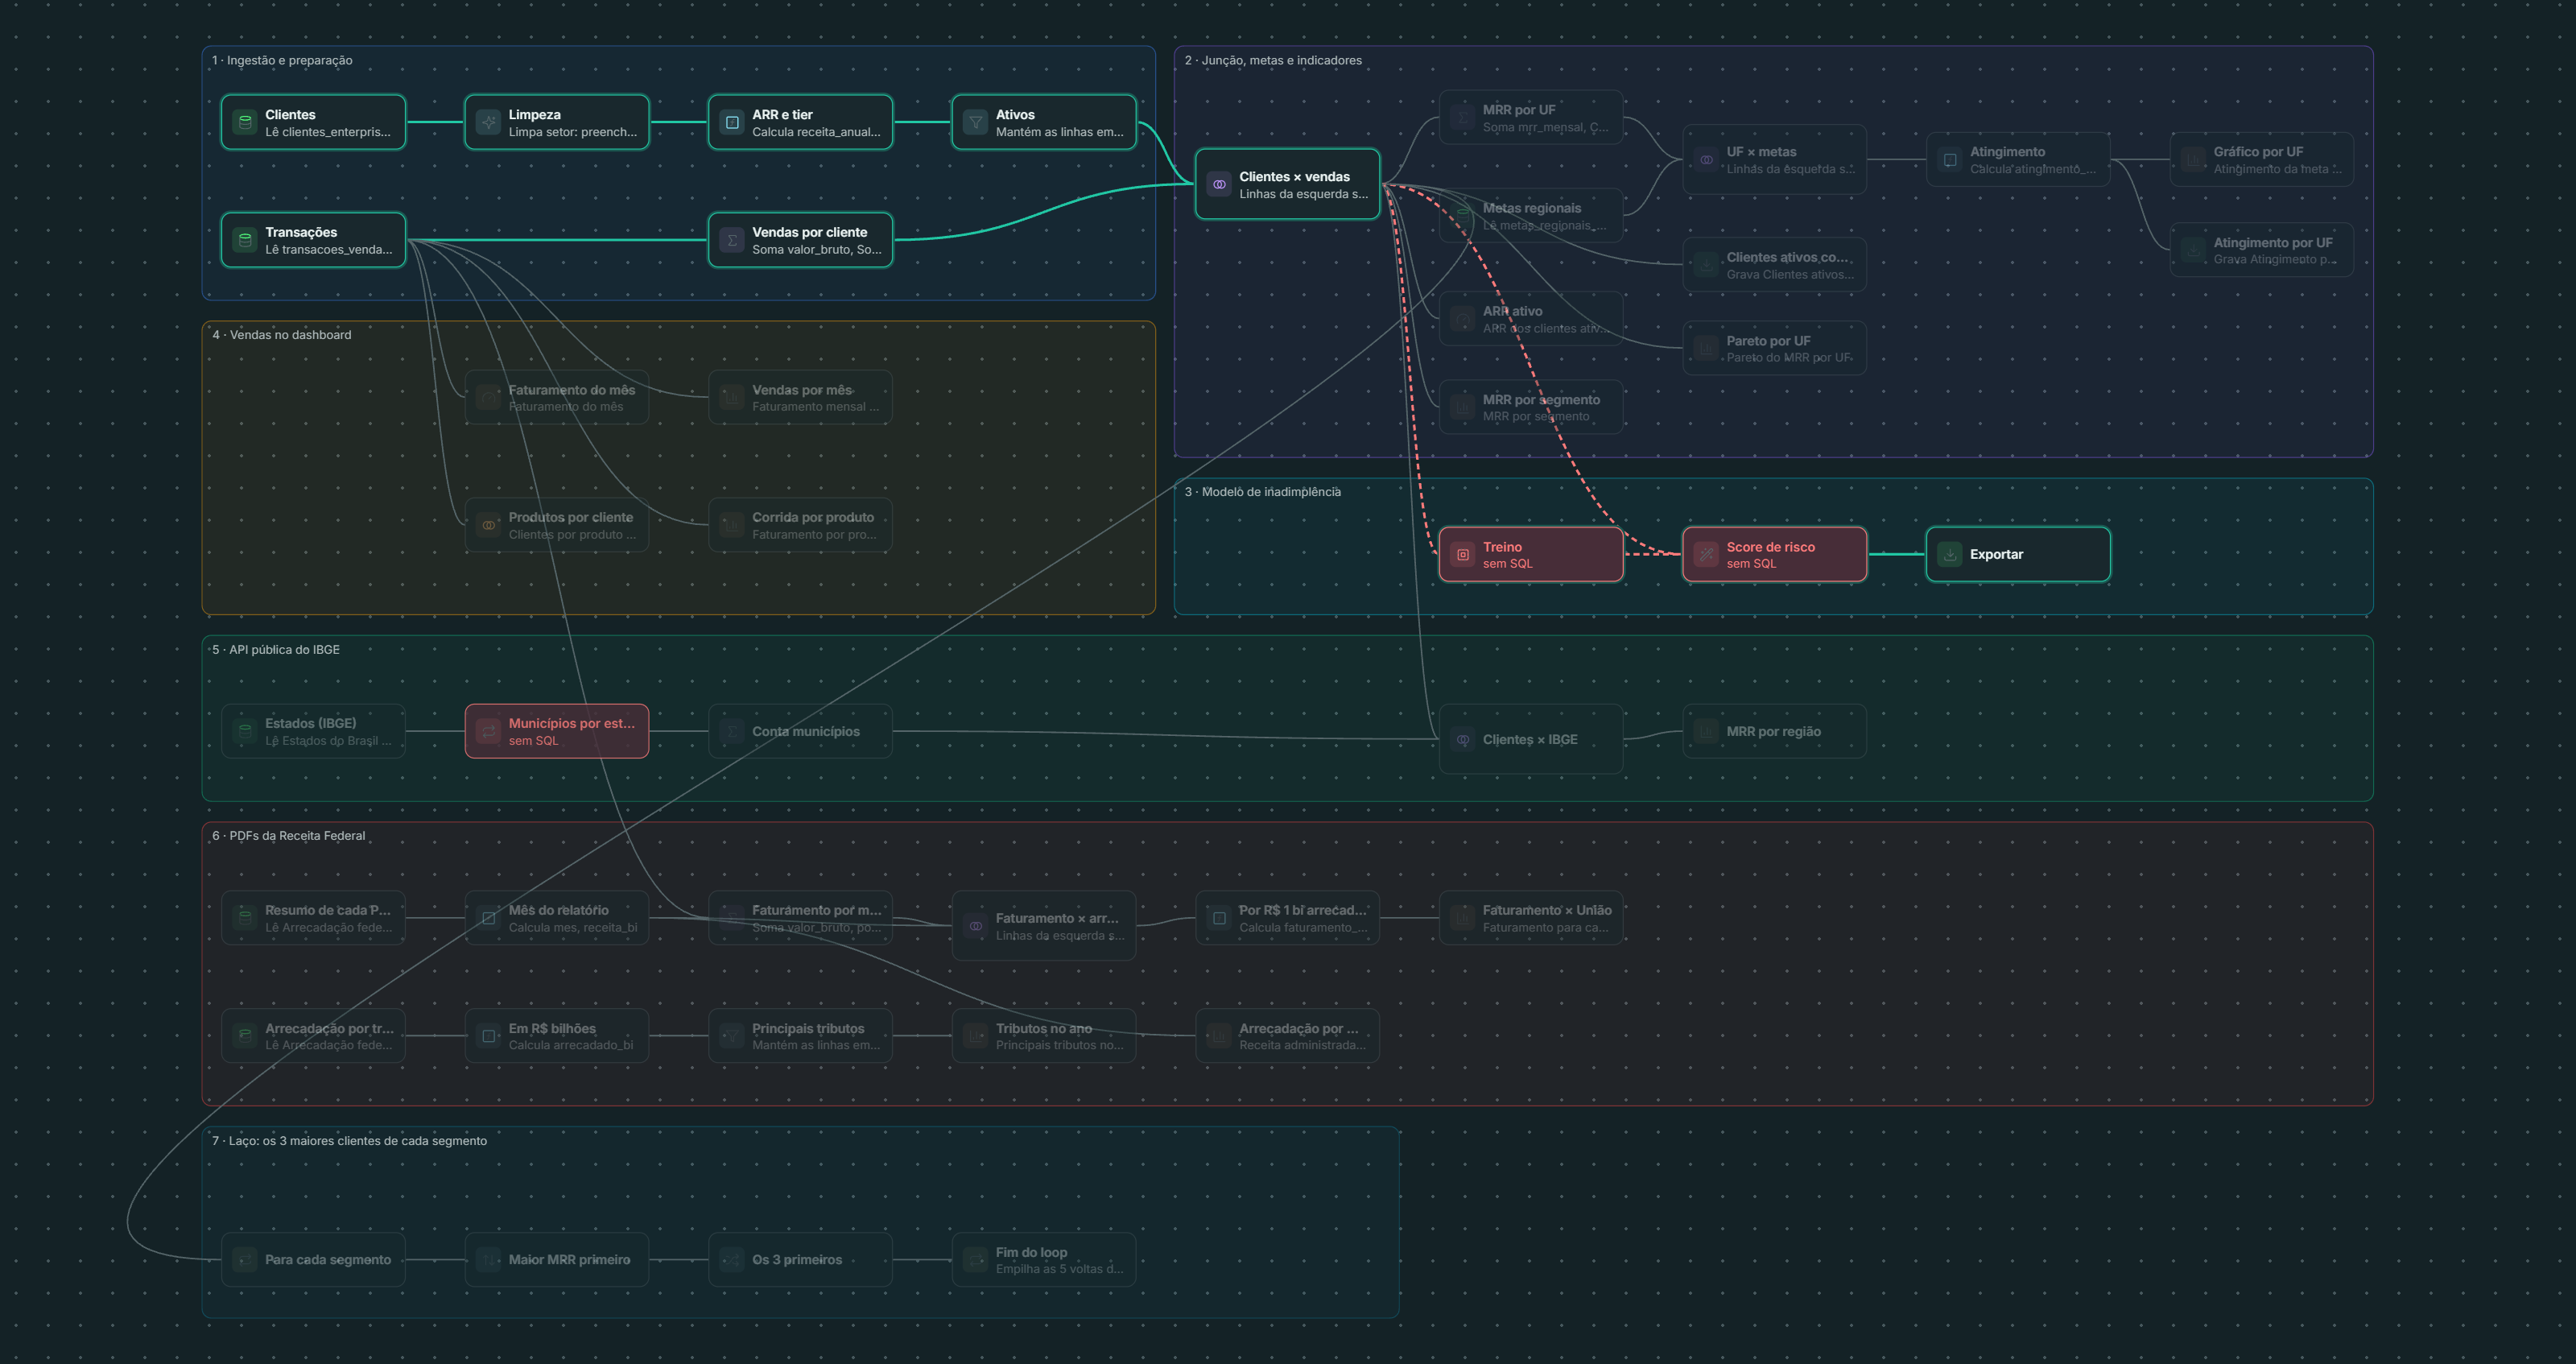 1 · Ingestão e preparação
Clientes
Lê clientes_enterpris...
Limpeza
Limpa setor: preench...
ARR e tier
Calcula receita_anual...
Ativos
Mantém as linhas em...
Transações
Lê transacoes_venda...
Vendas por cliente
Soma valor_bruto, So...
2 · Junção, metas e indicadores
Clientes × vendas
Linhas da esquerda s...
MRR por UF
Soma mrr_mensal, C...
Metas regionais
Lê metas_regionais_...
UF × metas
Linhas da esquerda s...
Atingimento
Calcula atingimento_...
Gráfico por UF
Atingimento da meta ...
Atingimento por UF
Grava Atingimento p...
Clientes ativos co...
Grava Clientes ativos...
ARR ativo
ARR dos clientes ativ...
Pareto por UF
Pareto do MRR por UF
MRR por segmento
MRR por segmento
4 · Vendas no dashboard
Faturamento do mês
Faturamento do mês
Vendas por mês
Faturamento mensal ...
Produtos por cliente
Clientes por produto ...
Corrida por produto
Faturamento por pro...
3 · Modelo de inadimplência
Treino
sem SQL
Score de risco
sem SQL
Exportar
5 · API pública do IBGE
Estados (IBGE)
Lê Estados do Brasil ...
Municípios por est...
sem SQL
Conta municípios
Clientes × IBGE
MRR por região
6 · PDFs da Receita Federal
Resumo de cada P...
Lê Arrecadação fede...
Mês do relatório
Calcula mes, receita_bi
Faturamento por m...
Soma valor_bruto, po...
Faturamento × arr...
Linhas da esquerda s...
Por R$ 1 bi arrecad...
Calcula faturamento_...
Faturamento × União
Faturamento para ca...
Arrecadação por tr...
Lê Arrecadação fede...
Em R$ bilhões
Calcula arrecadado_bi
Principais tributos
Mantém as linhas em...
Tributos no ano
Principais tributos no...
Arrecadação por ...
Receita administrada...
7 · Laço: os 3 maiores clientes de cada segmento
Para cada segmento
Maior MRR primeiro
Os 3 primeiros
Fim do loop
Empilha as 5 voltas d...